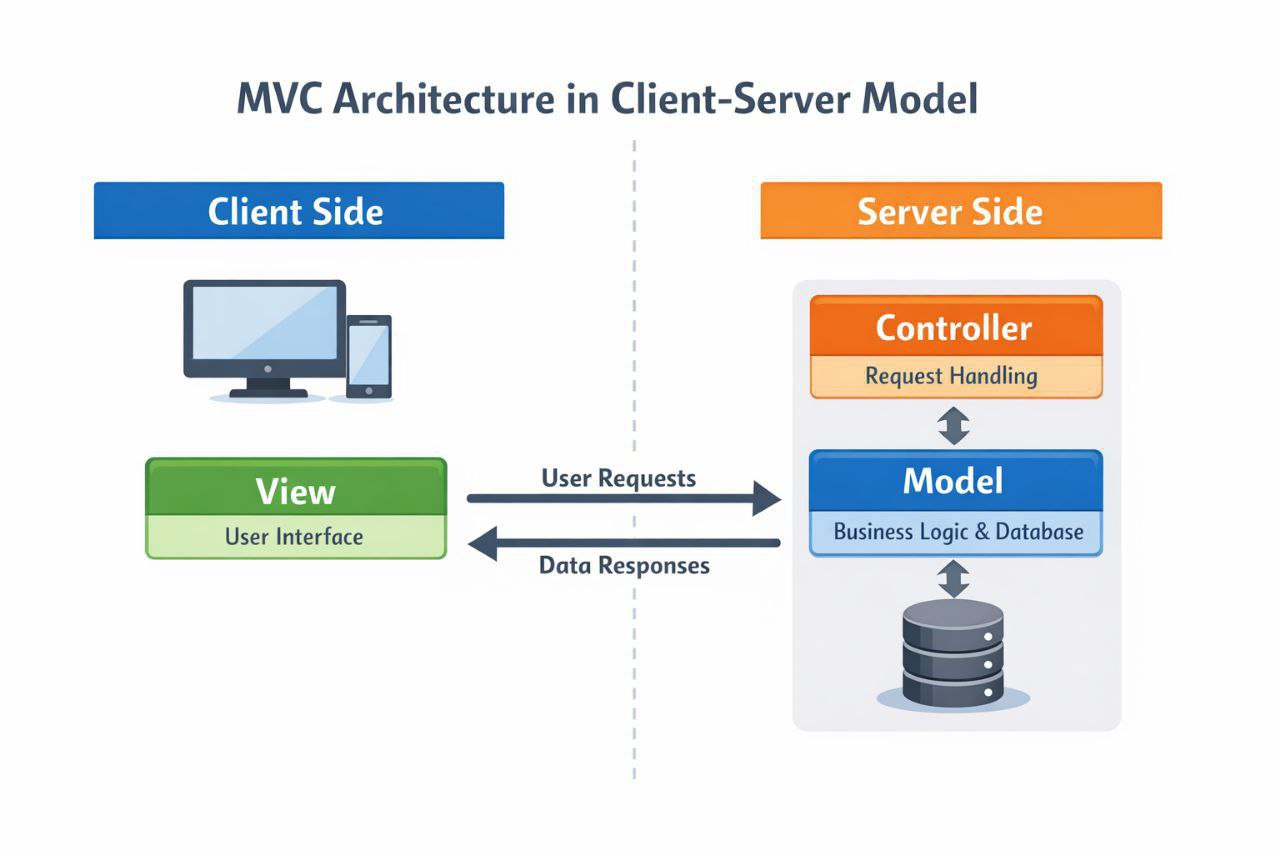 MVC Architecture in Client-Server Model
Client Side
Server Side
Controller
Request Handling
View
User Interface
User Requests
Data Responses
Model
Business Logic & Database